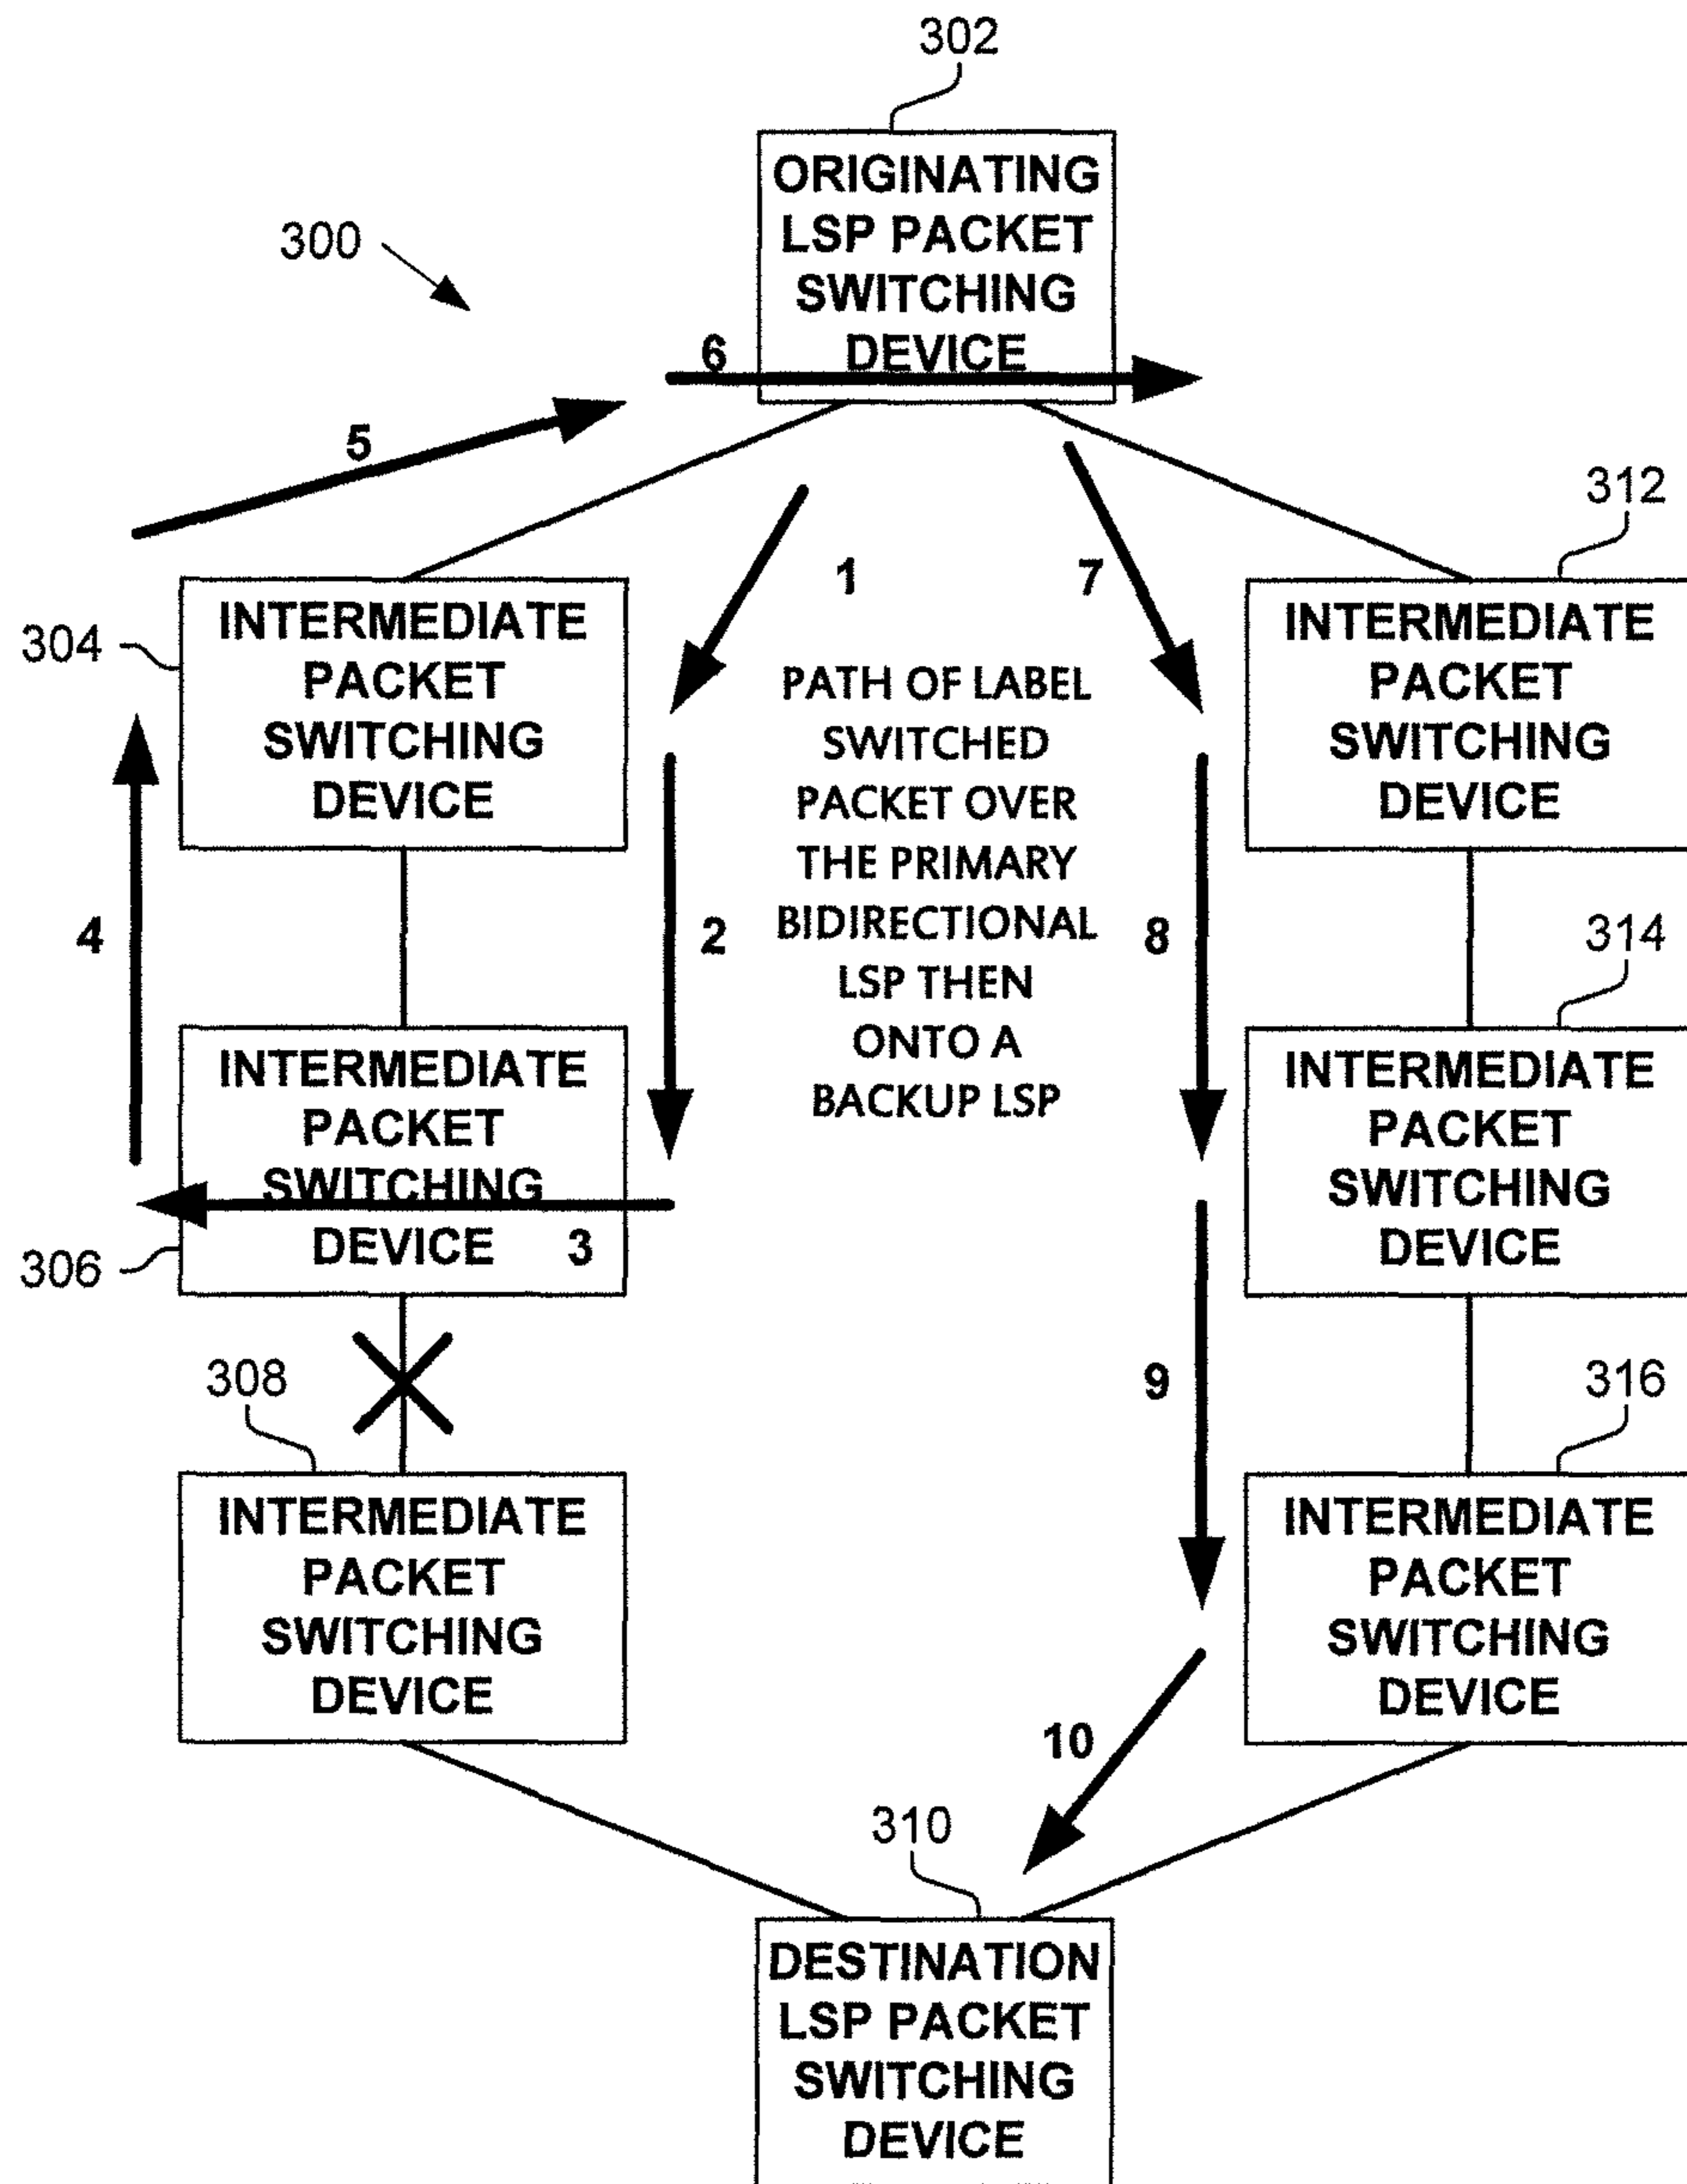 302
ORIGINATING
LSP PACKET
SWITCHING
DEVICE
300
6
5
1
7
312
304
INTERMEDIATE
PACKET
SWITCHING
DEVICE
INTERMEDIATE
PACKET
SWITCHING
DEVICE
PATH OF LABEL
SWITCHED
PACKET OVER
THE PRIMARY
BIDIRECTIONAL
LSP THEN
ONTO A
BACKUP LSP
4
2
8
314
INTERMEDIATE
PACKET
SWITCHING
DEVICE
3
306
INTERMEDIATE
PACKET
SWITCHING
DEVICE
308
9
316
INTERMEDIATE
PACKET
SWITCHING
DEVICE
INTERMEDIATE
PACKET
SWITCHING
DEVICE
10
310
DESTINATION
LSP PACKET
SWITCHING
DEVICE